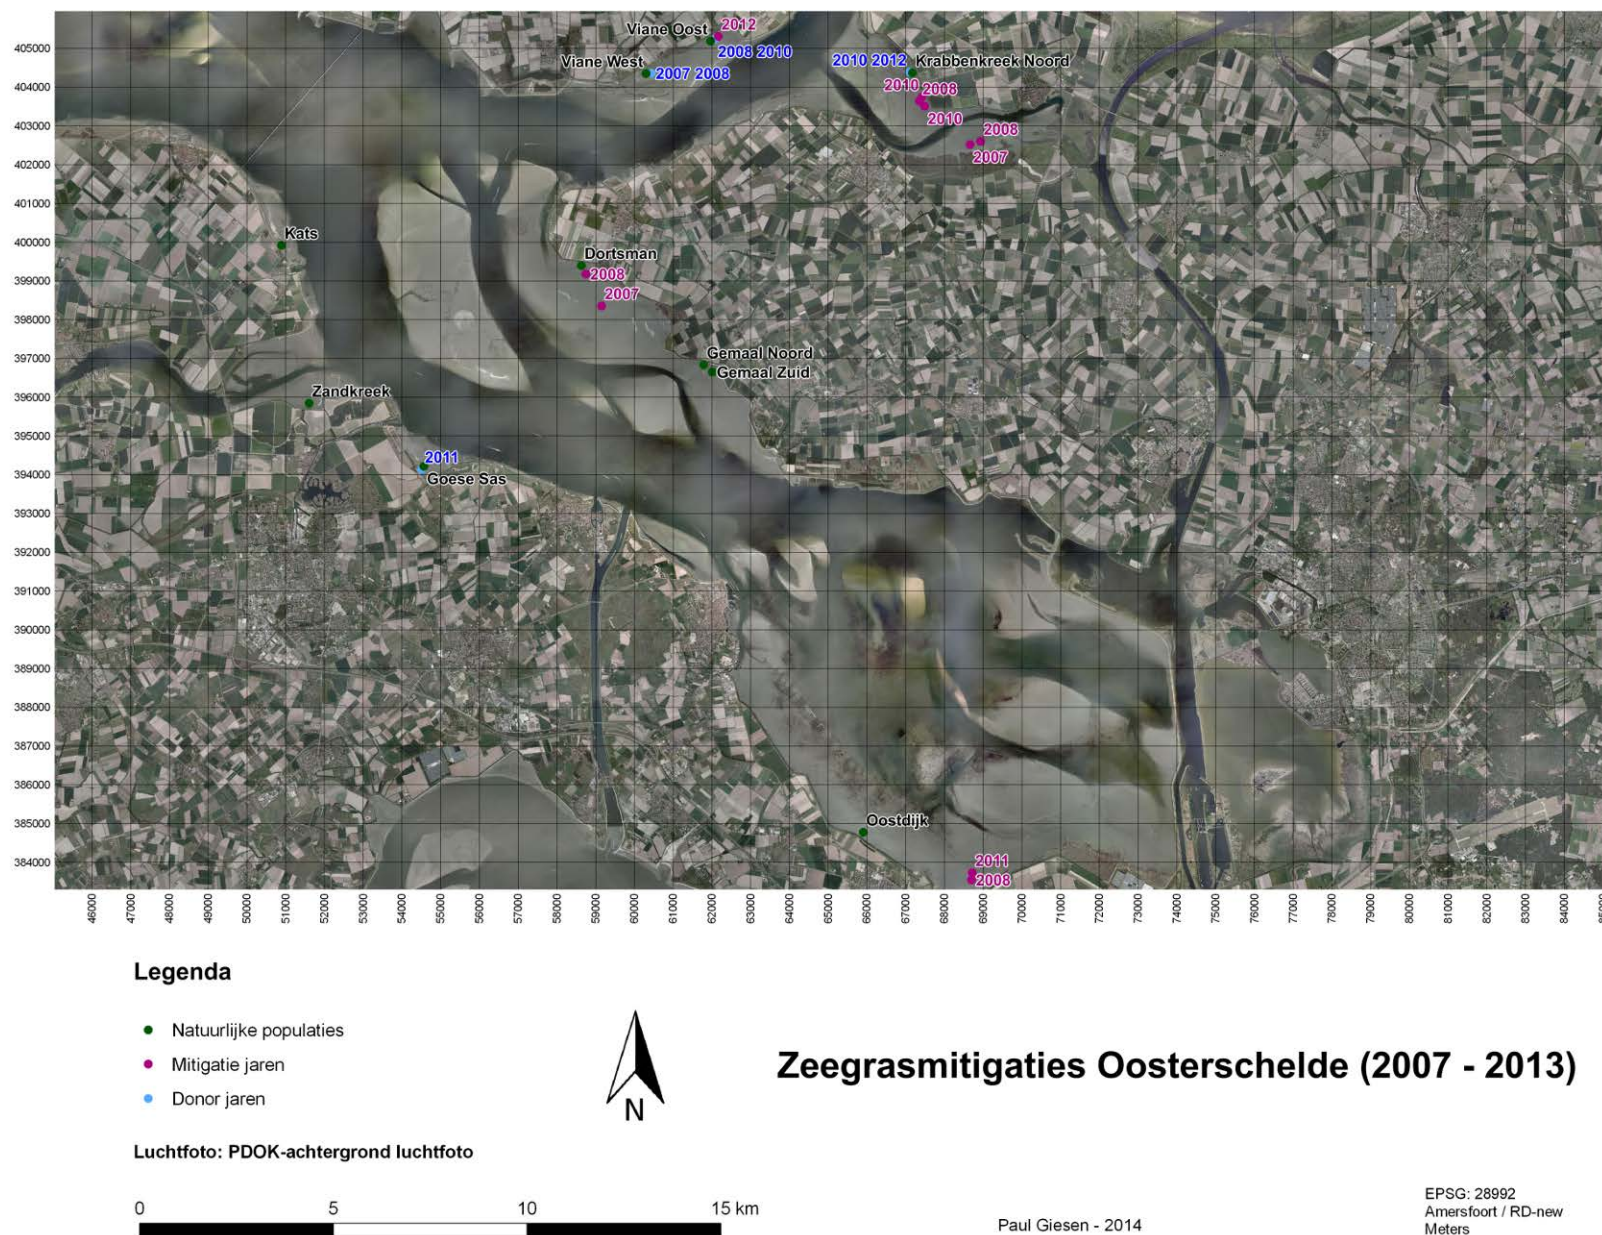 Viane Oost
2012
2008 2010
Viane West
2007 2008
2010 2012
Krabbenkreek Noord
2010
2008
2010
2008
2007
Kats
Dortsman
2008
2007
Gemaal Noord
Gemaal Zuid
Zandkreek
2011
Goese Sas
Oostdijk
2011
2008
405000
404000
403000
402000
401000
400000
399000
398000
397000
396000
395000
394000
393000
392000
391000
390000
389000
388000
387000
386000
385000
384000
46000 47000 48000 49000 50000 51000 52000 53000 54000 55000 56000 57000 58000 59000 60000 61000 62000 63000 64000 65000 66000 67000 68000 69000 70000 71000 72000 73000 74000 75000 76000 77000 78000 79000 80000 81000 82000 83000 84000
Legenda
Natuurlijke populaties
Mitigatie jaren
Donor jaren
N
Zeegrasmitigaties Oosterschelde (2007 - 2013)
Luchtfoto: PDOK-achtergrond luchtfoto
0 5 10 15 km
Paul Giesen - 2014
EPSG: 28992
Amersfoort / RD-new
Meters